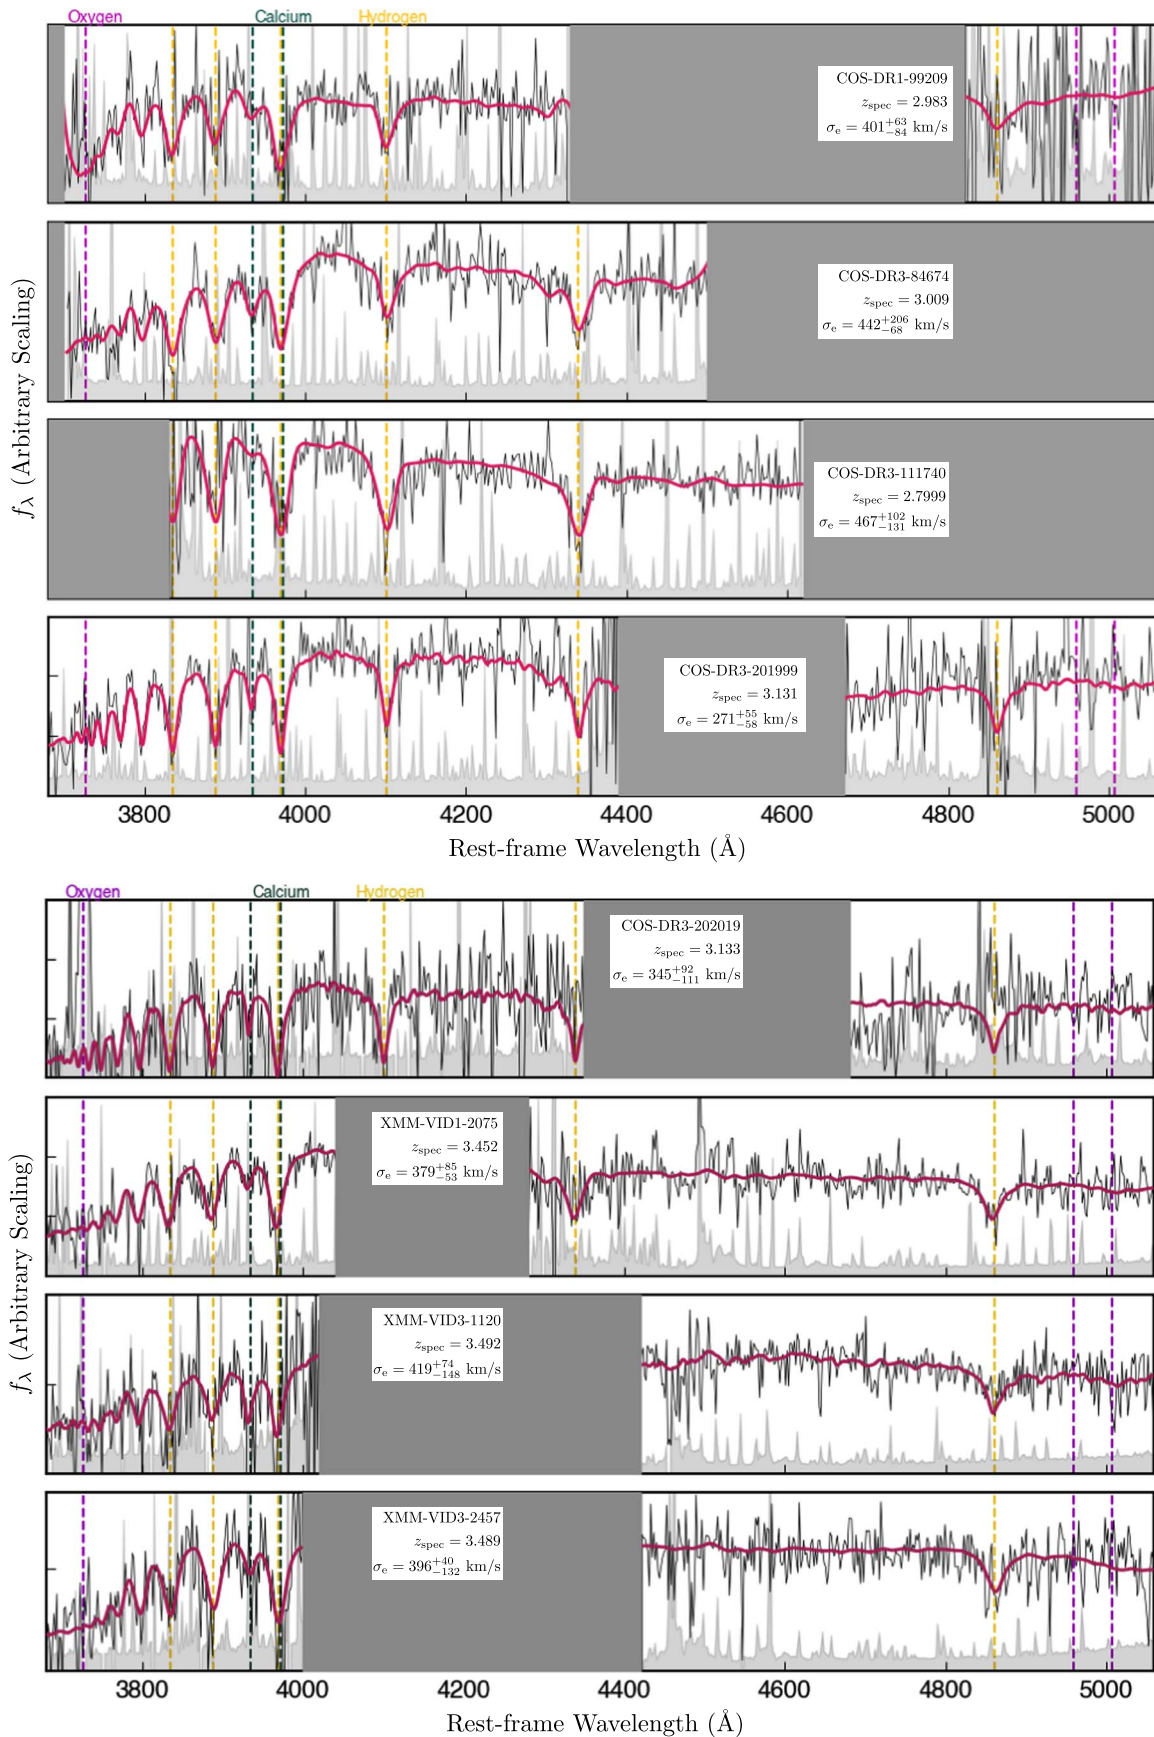 Oxygen Calcium Hydrogen
COS-DR1-99209
z_spec = 2.983
σ_e = 401^{+63}_{-84} km/s
COS-DR3-84674
z_spec = 3.009
σ_e = 442^{+206}_{-68} km/s
COS-DR3-111740
z_spec = 2.7999
σ_e = 467^{+102}_{-131} km/s
COS-DR3-201999
z_spec = 3.131
σ_e = 271^{+55}_{-58} km/s
f_λ (Arbitrary Scaling)
3800 4000 4200 4400 4600 4800 5000
Rest-frame Wavelength (Å)
Oxygen Calcium Hydrogen
COS-DR3-202019
z_spec = 3.133
σ_e = 345^{+92}_{-111} km/s
XMM-VID1-2075
z_spec = 3.452
σ_e = 379^{+85}_{-53} km/s
XMM-VID3-1120
z_spec = 3.492
σ_e = 419^{+74}_{-148} km/s
XMM-VID3-2457
z_spec = 3.489
σ_e = 396^{+40}_{-132} km/s
f_λ (Arbitrary Scaling)
3800 4000 4200 4400 4600 4800 5000
Rest-frame Wavelength (Å)